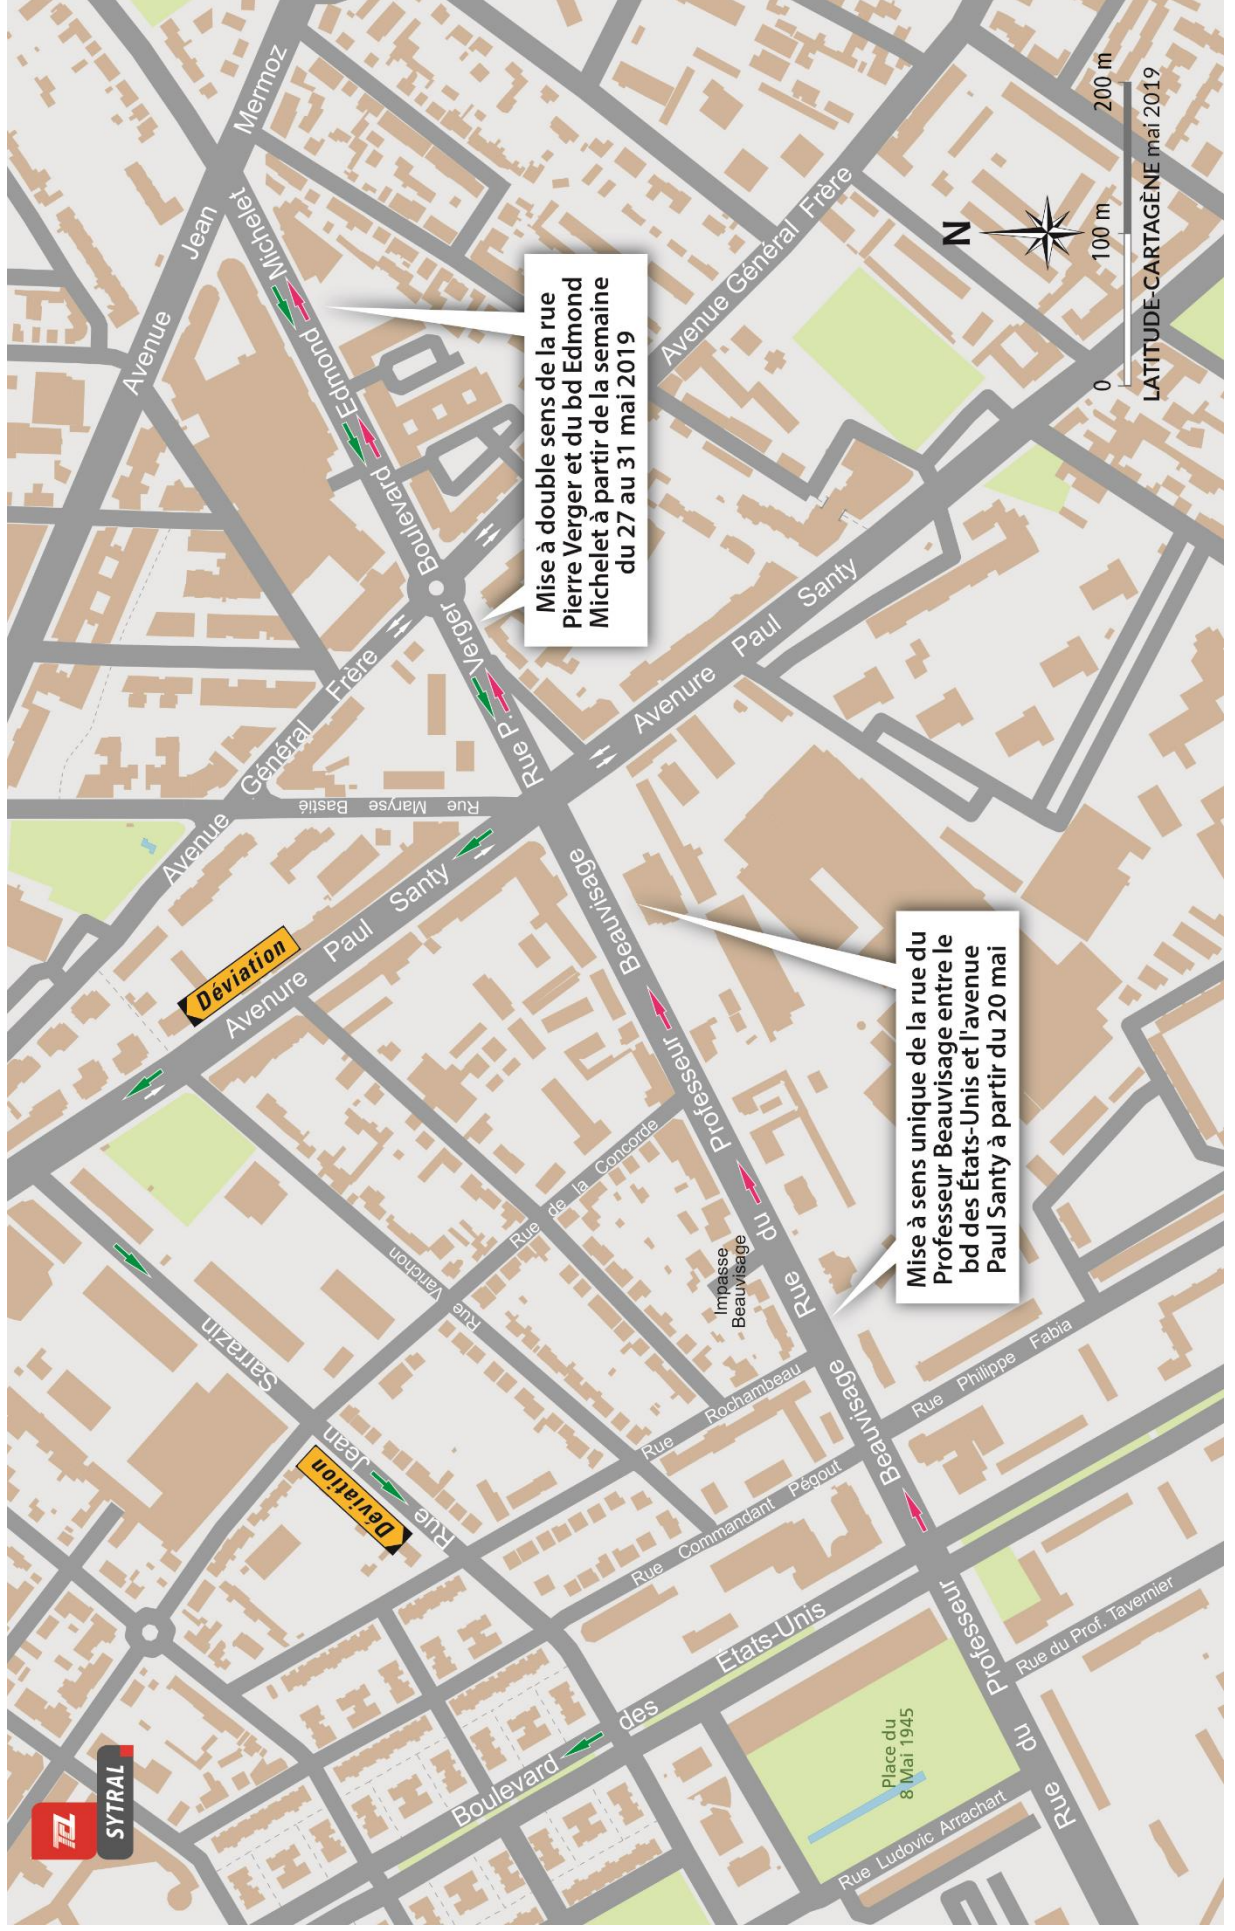 TCL
SYTRAL
Avenue Jean Mermoz
Boulevard Edmond Michelet
Rue P. Verger
Avenue Général Frère
Avenue Général Frère
Rue Maryse Bastié
Avenure Paul Santy
Avenure Paul Santy
Déviation
Déviation
Rue Jean Sarrazin
Rue Varichon
Rue de la Concorde
Rue du Professeur Beauvisage
Impasse
Beauvisage
Rue Rochambeau
Rue Commandant Pégout
Rue Philippe Fabia
Boulevard des États-Unis
Rue du Professeur Beauvisage
Rue du Prof. Tavernier
Place du
8 Mai 1945
Rue Ludovic Arrachart
Mise à double sens de la rue
Pierre Verger et du bd Edmond
Michelet à partir de la semaine
du 27 au 31 mai 2019
Mise à sens unique de la rue du
Professeur Beauvisage entre le
bd des États-Unis et l'avenue
Paul Santy à partir du 20 mai
N
0 100 m 200 m
LATITUDE-CARTAGÈNE mai 2019